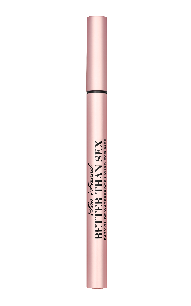 Too Faced
BETTER THAN SEX